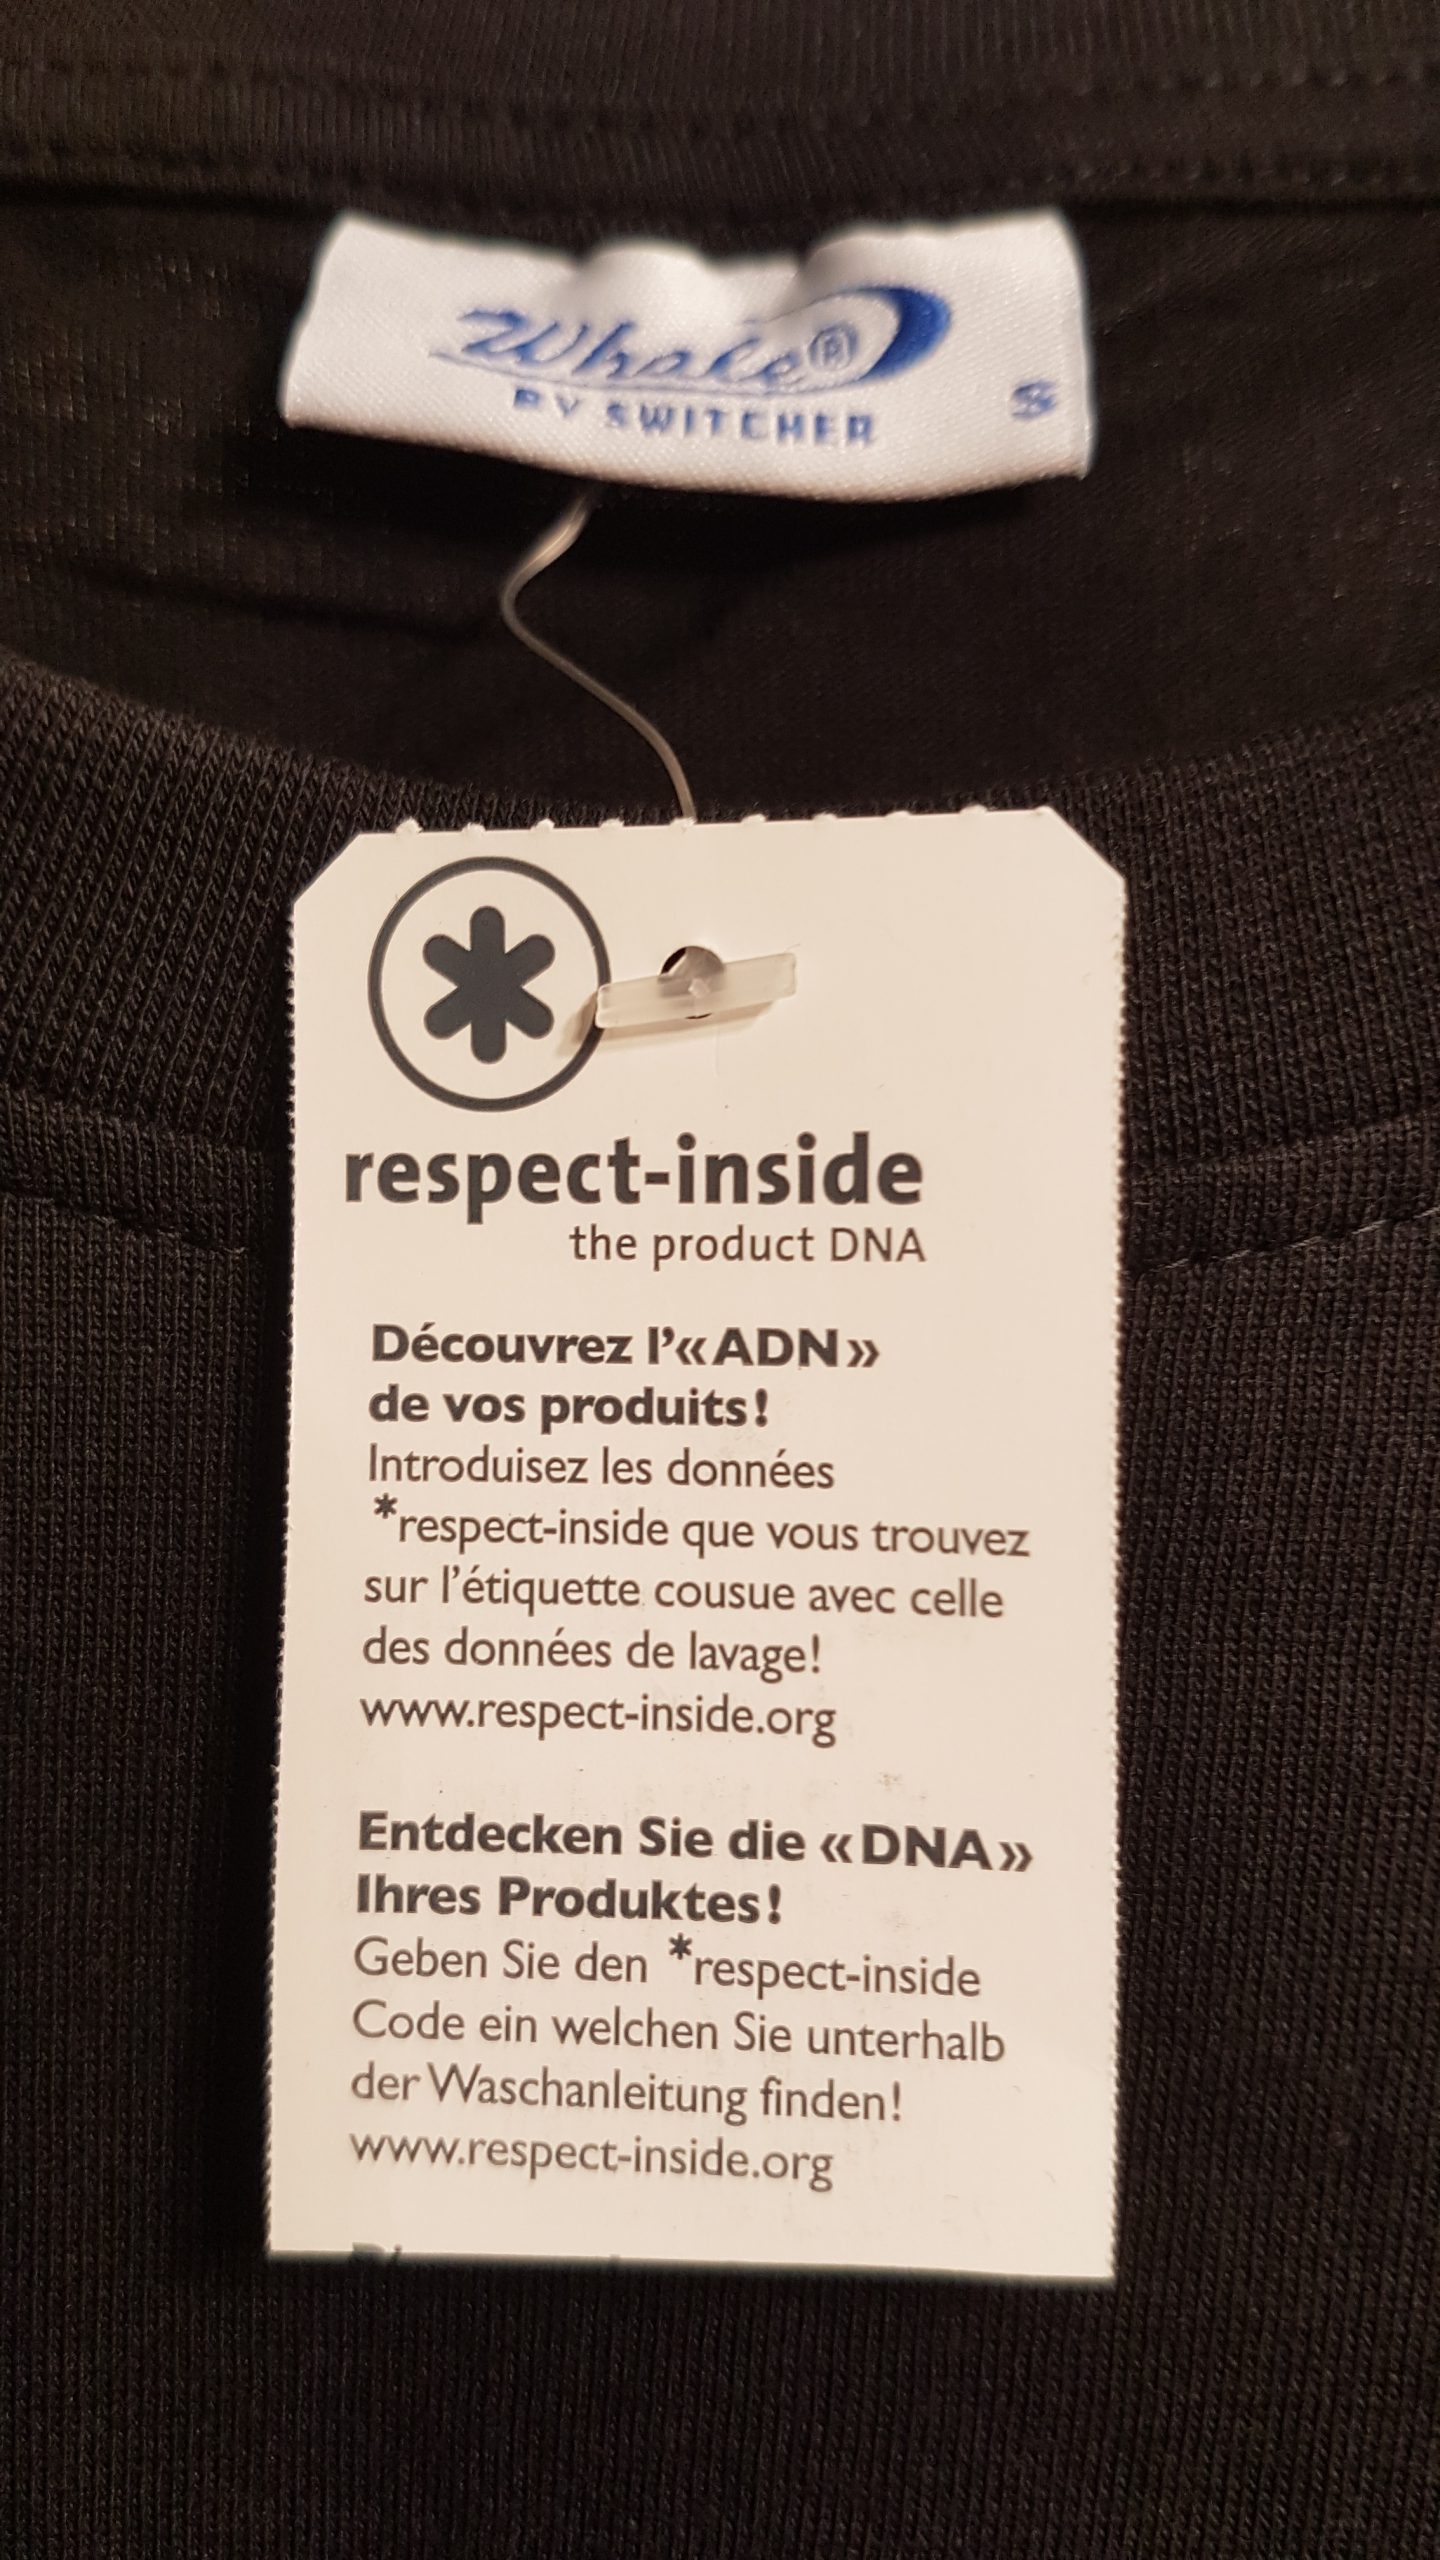 Whale®
BY SWITCHER
S
respect-inside
the product DNA
Découvrez l'«ADN»
de vos produits!
Introduisez les données
*respect-inside que vous trouvez
sur l'étiquette cousue avec celle
des données de lavage!
www.respect-inside.org
Entdecken Sie die «DNA»
Ihres Produktes!
Geben Sie den *respect-inside
Code ein welchen Sie unterhalb
der Waschanleitung finden!
www.respect-inside.org